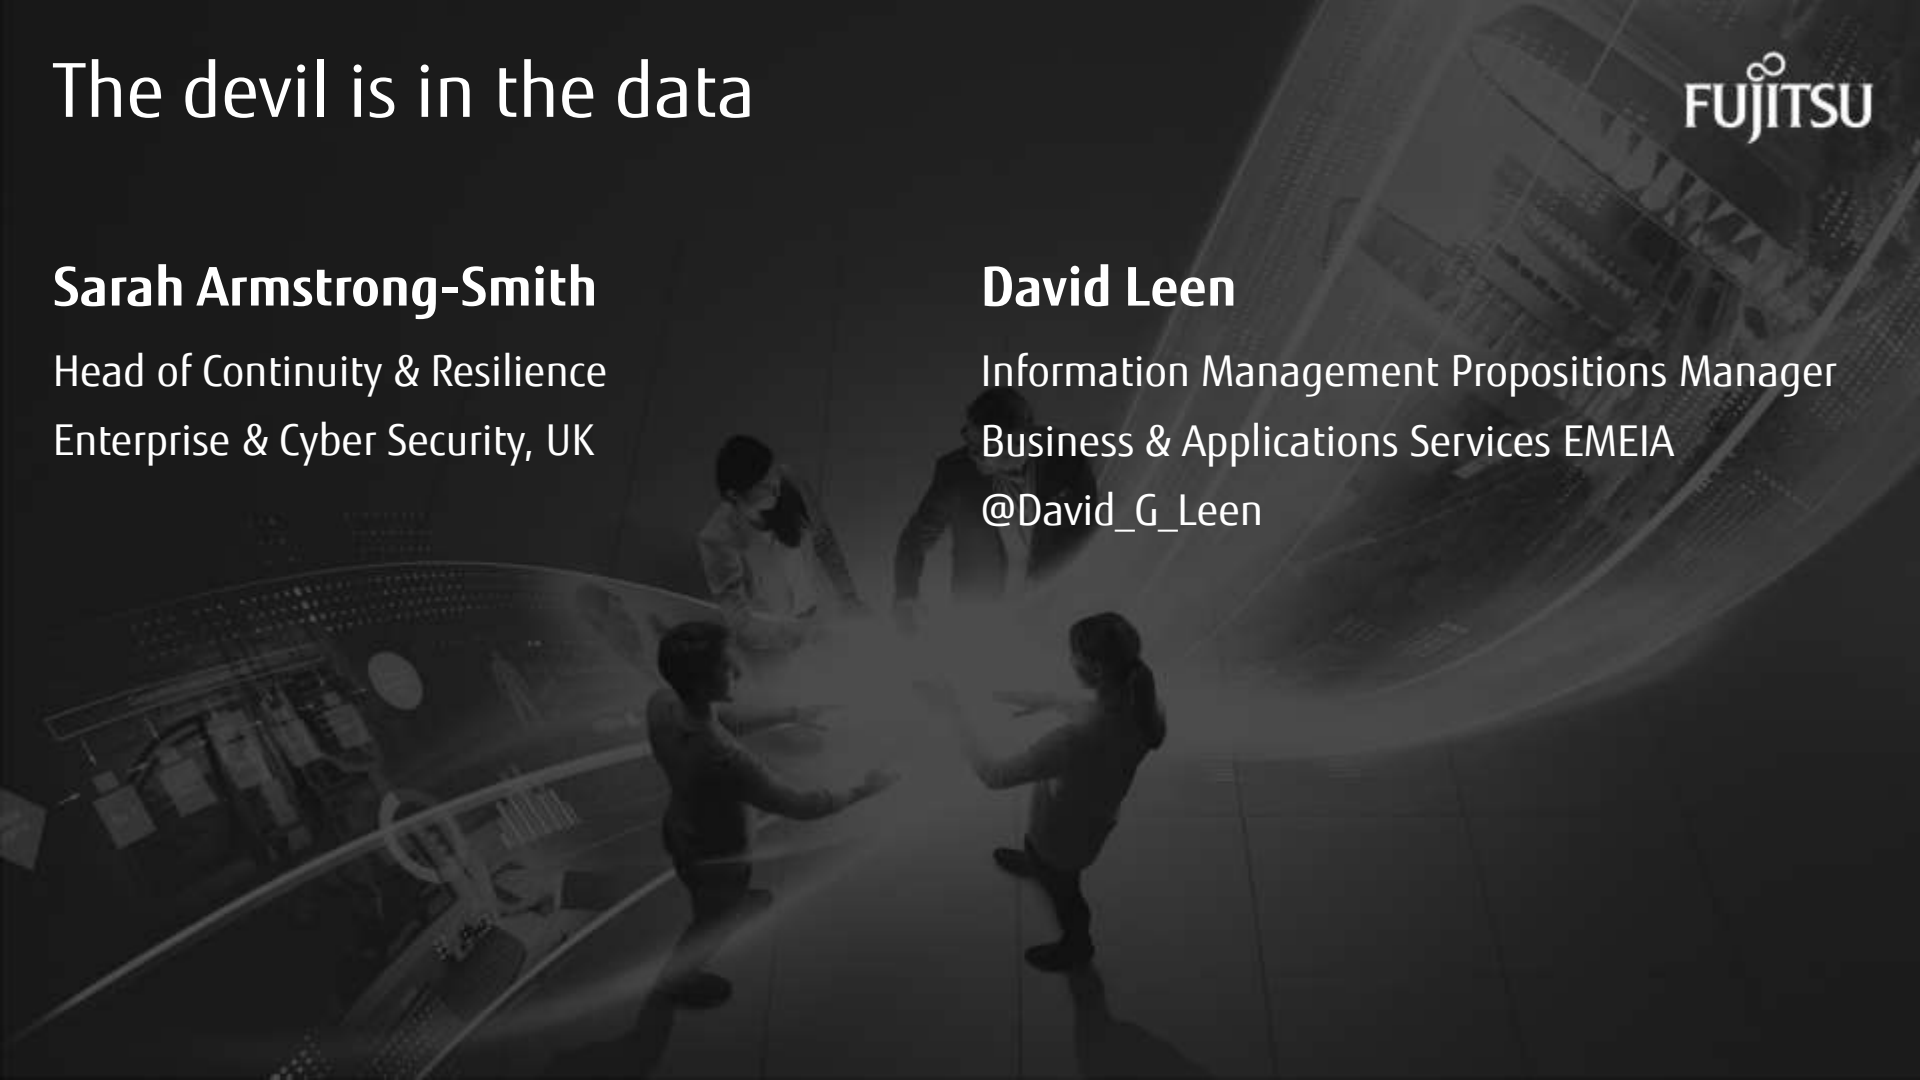 The devil is in the data
FUJITSU
Sarah Armstrong-Smith
Head of Continuity & Resilience
Enterprise & Cyber Security, UK
David Leen
Information Management Propositions Manager
Business & Applications Services EMEIA
@David_G_Leen